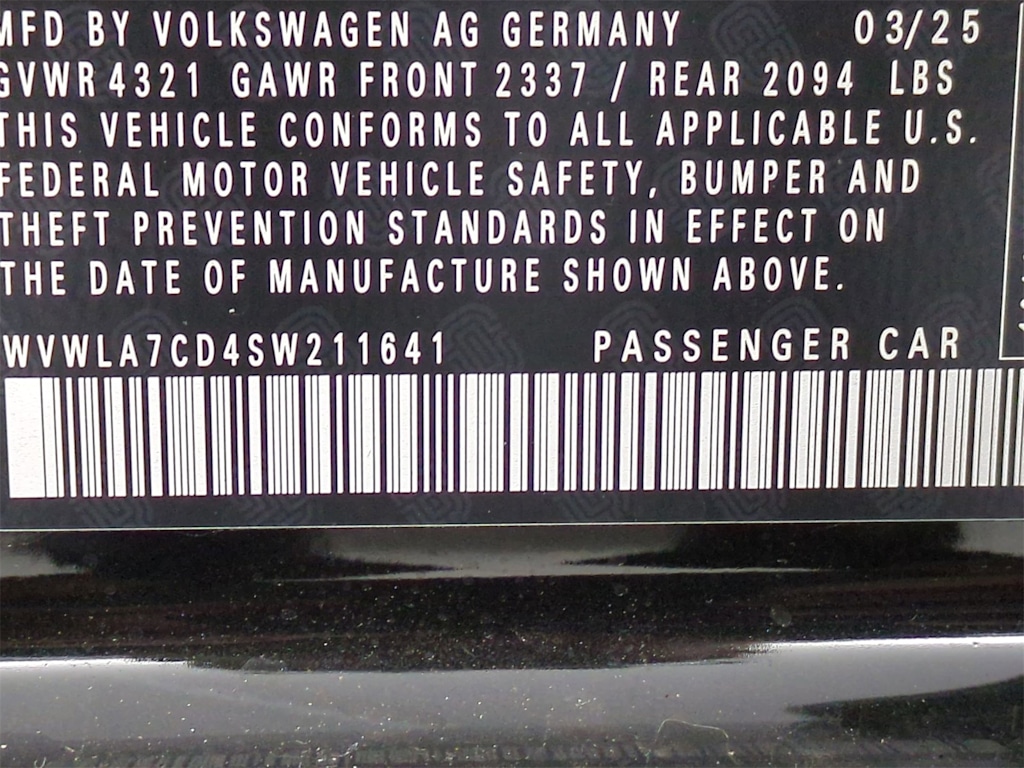 MFD BY VOLKSWAGEN AG GERMANY 03/25
GVWR 4321 GAWR FRONT 2337 / REAR 2094 LBS
THIS VEHICLE CONFORMS TO ALL APPLICABLE U.S.
FEDERAL MOTOR VEHICLE SAFETY, BUMPER AND
THEFT PREVENTION STANDARDS IN EFFECT ON
THE DATE OF MANUFACTURE SHOWN ABOVE.
WVWLA7CD4SW211641 PASSENGER CAR